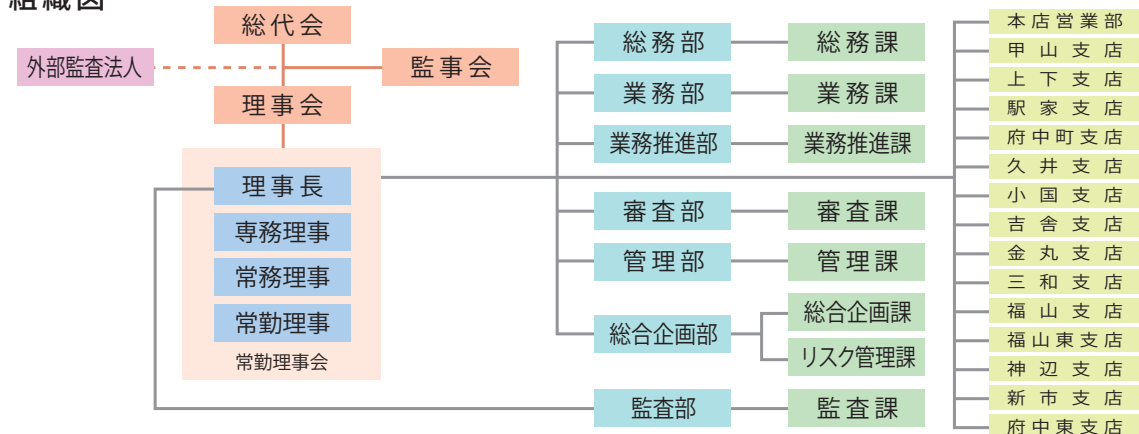 組織図
総代会
外部監査法人
監事会
理事会
理事長
専務理事
常務理事
常勤理事
常勤理事会
総務部
総務課
業務部
業務課
業務推進部
業務推進課
審査部
審査課
管理部
管理課
総合企画部
総合企画課
リスク管理課
監査部
監査課
本店営業部
甲山支店
上下支店
駅家支店
府中町支店
久井支店
小国支店
吉舎支店
金丸支店
三和支店
福山支店
福山東支店
神辺支店
新市支店
府中東支店